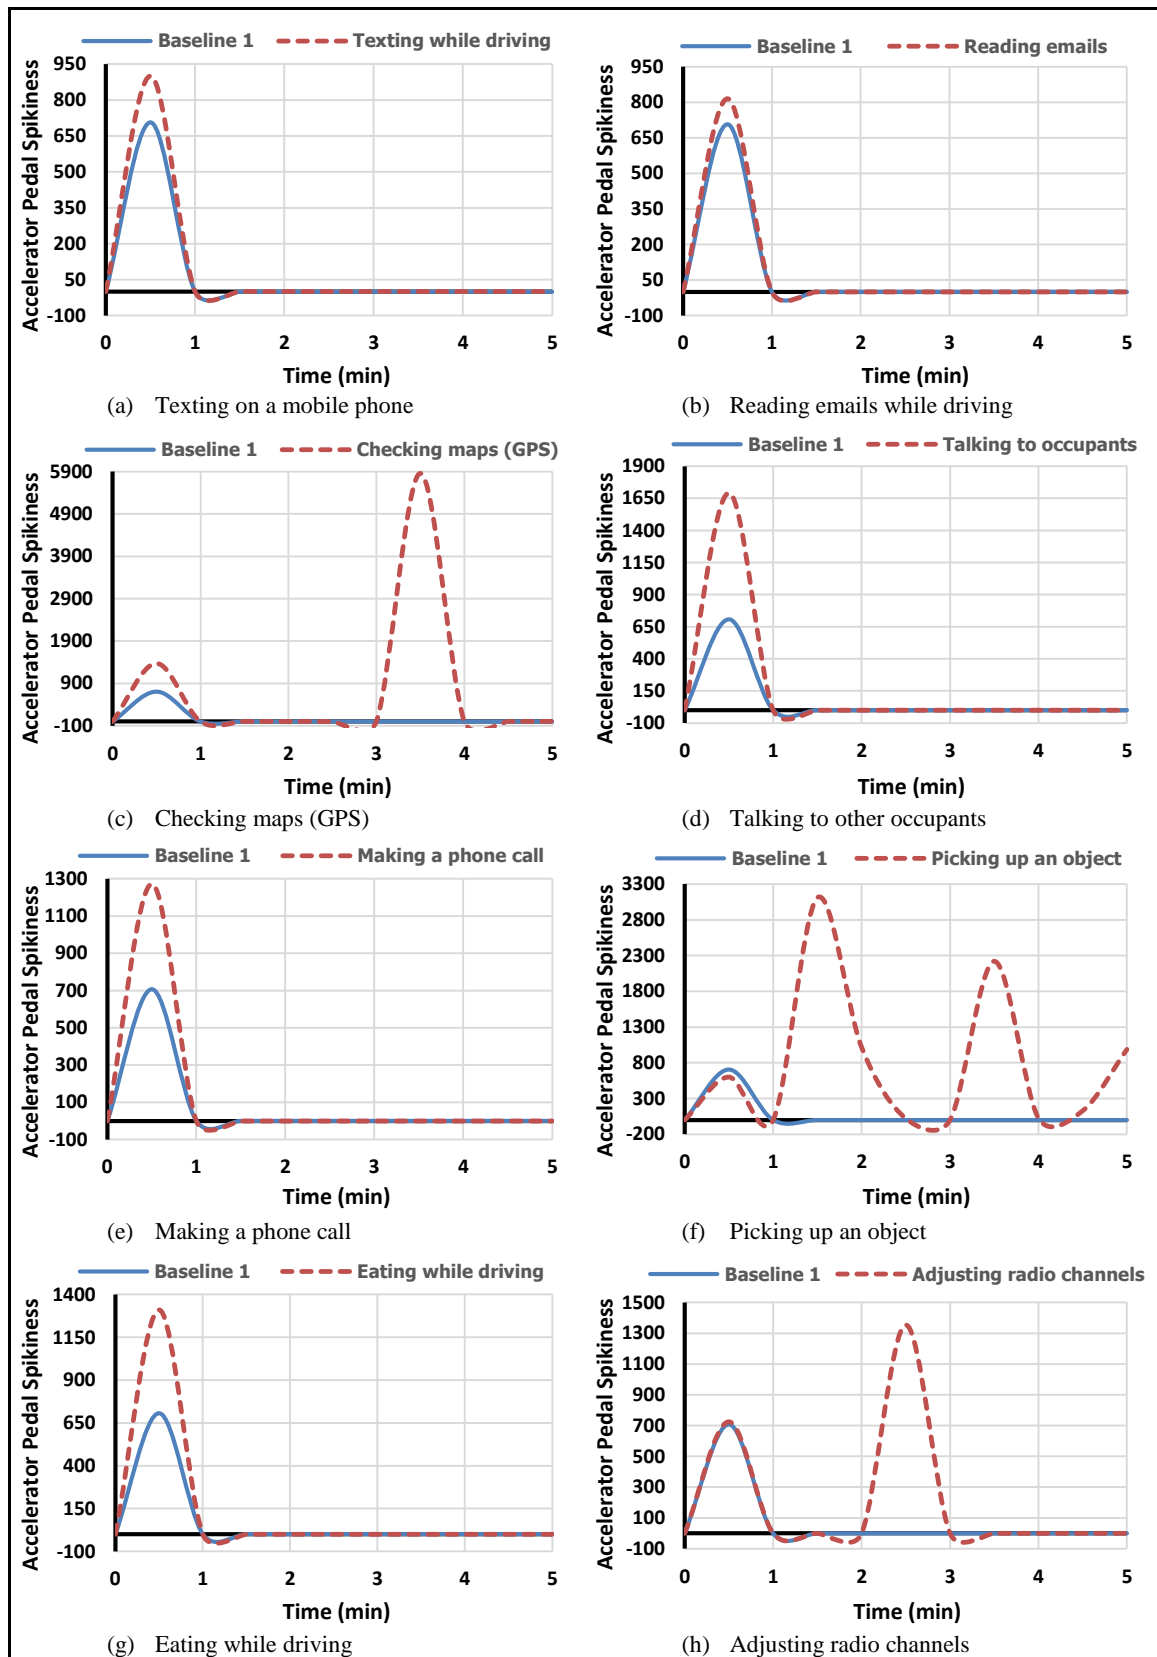 Baseline 1 Texting while driving
Accelerator Pedal Spikiness
950
800
650
500
350
200
50
-100
0 1 2 3 4 5
Time (min)
(a) Texting on a mobile phone
Baseline 1 Reading emails
Accelerator Pedal Spikiness
950
800
650
500
350
200
50
-100
0 1 2 3 4 5
Time (min)
(b) Reading emails while driving
Baseline 1 Checking maps (GPS)
Accelerator Pedal Spikiness
5900
4900
3900
2900
1900
900
-100
0 1 2 3 4 5
Time (min)
(c) Checking maps (GPS)
Baseline 1 Talking to occupants
Accelerator Pedal Spikiness
1900
1650
1400
1150
900
650
400
150
-100
0 1 2 3 4 5
Time (min)
(d) Talking to other occupants
Baseline 1 Making a phone call
Accelerator Pedal Spikiness
1300
1100
900
700
500
300
100
-100
0 1 2 3 4 5
Time (min)
(e) Making a phone call
Baseline 1 Picking up an object
Accelerator Pedal Spikiness
3300
2800
2300
1800
1300
800
300
-200
0 1 2 3 4 5
Time (min)
(f) Picking up an object
Baseline 1 Eating while driving
Accelerator Pedal Spikiness
1400
1150
900
650
400
150
-100
0 1 2 3 4 5
Time (min)
(g) Eating while driving
Baseline 1 Adjusting radio channels
Accelerator Pedal Spikiness
1500
1300
1100
900
700
500
300
100
-100
0 1 2 3 4 5
Time (min)
(h) Adjusting radio channels